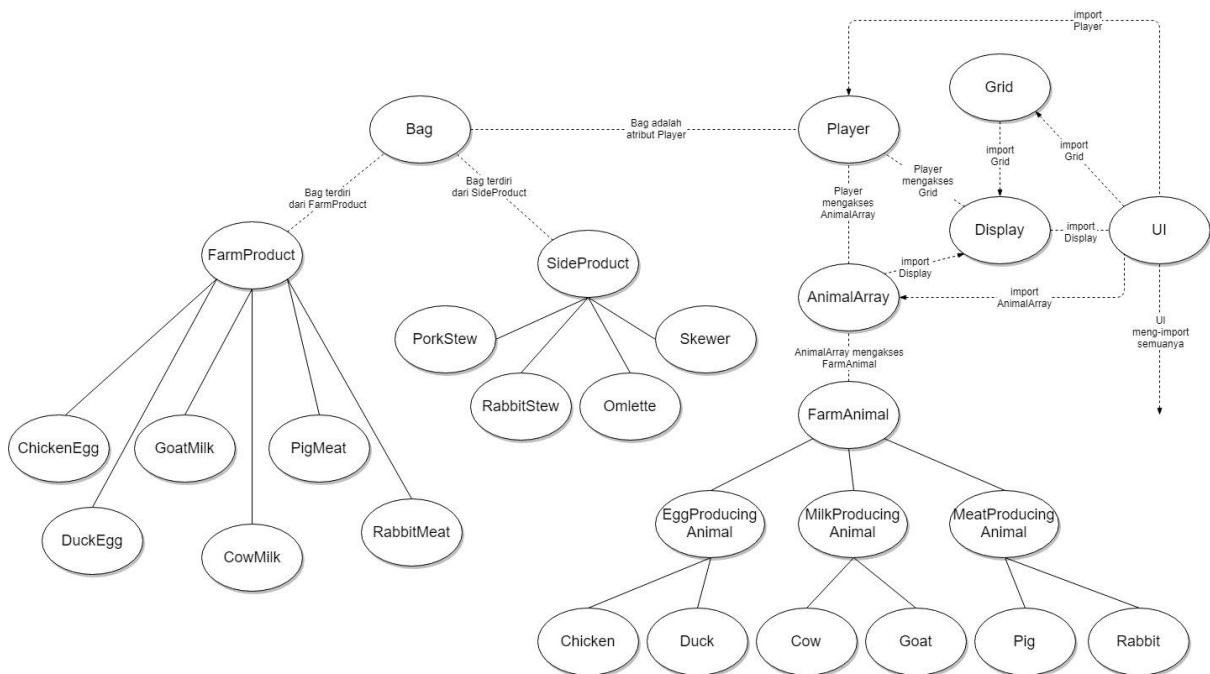 import
Player
Grid
Bag
Bag adalah
atribut Player
Player
import
Grid
import
Grid
Player
mengakses
Grid
Bag terdiri
dari FarmProduct
Bag terdiri
dari SideProduct
Player
mengakses
AnimalArray
Display
import
Display
UI
FarmProduct
SideProduct
import
Display
AnimalArray
import
AnimalArray
PorkStew
Skewer
UI
meng-import
semuanya
AnimalArray mengakses
FarmAnimal
RabbitStew
Omlette
FarmAnimal
ChickenEgg
GoatMilk
PigMeat
EggProducing
Animal
MilkProducing
Animal
MeatProducing
Animal
DuckEgg
CowMilk
RabbitMeat
Chicken
Duck
Cow
Goat
Pig
Rabbit